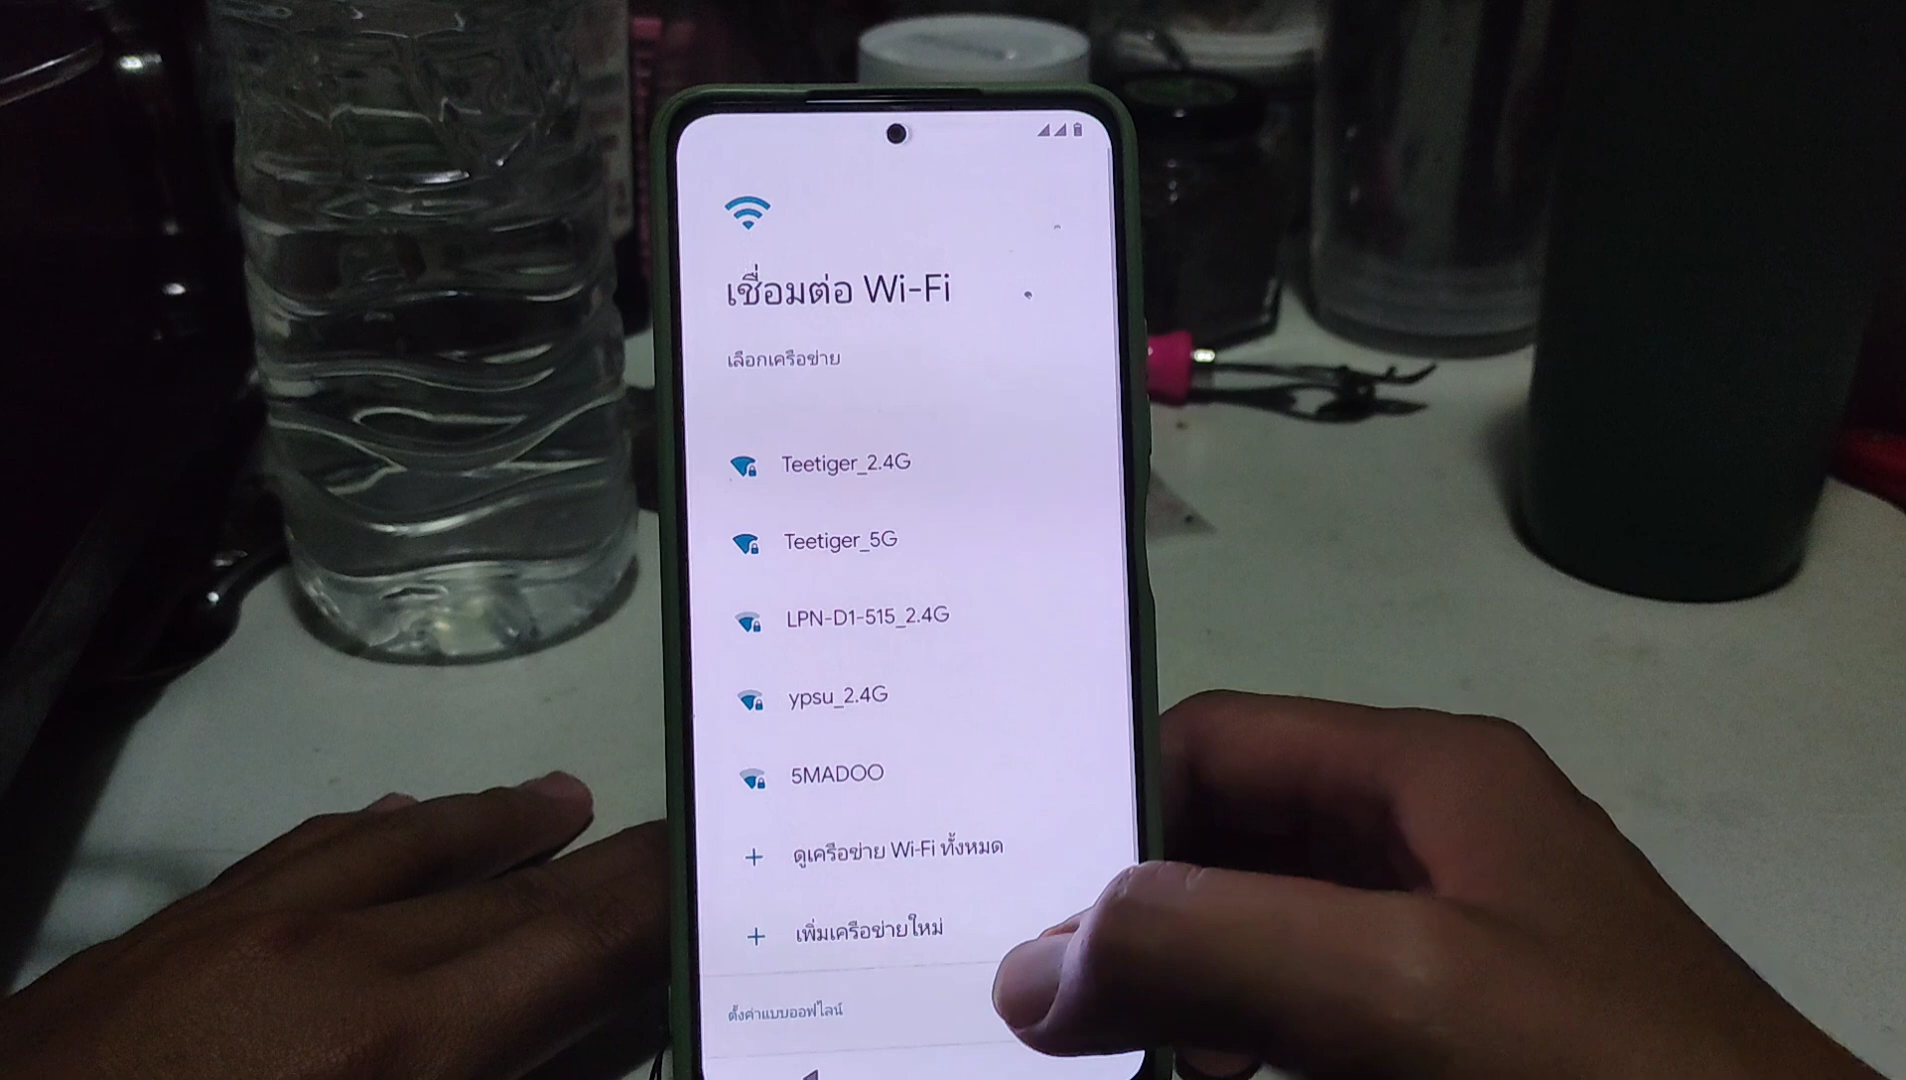 เชื่อมต่อ Wi-Fi
เลือกเครือข่าย
Teetiger_2.4G
Teetiger_5G
LPN-D1-515_2.4G
ypsu_2.4G
5MADOO
ดูเครือข่าย Wi-Fi ทั้งหมด
เพิ่มเครือข่ายใหม่
ตั้งค่าแบบออฟไลน์